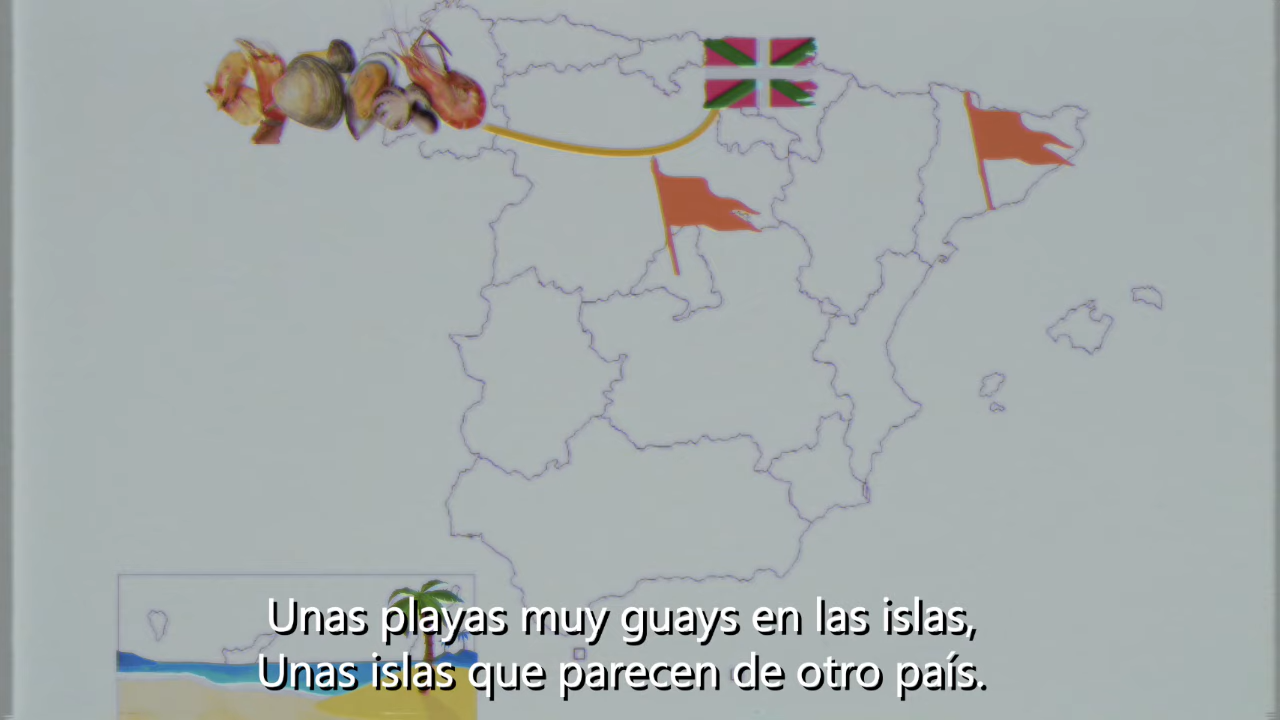 Unas playas muy guays en las islas,
Unas islas que parecen de otro país.